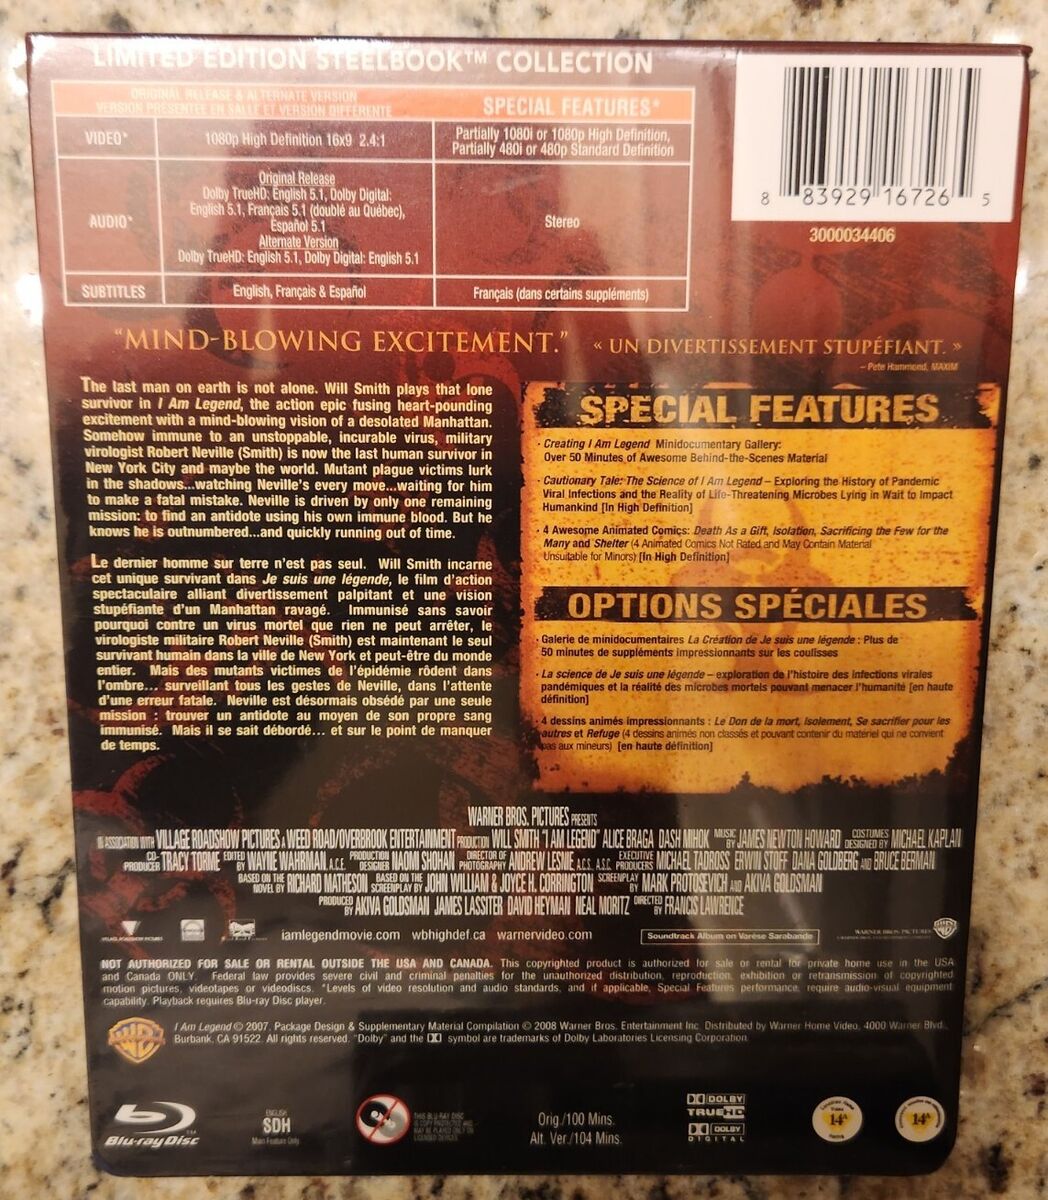 LIMITED EDITION STEELBOOK™ COLLECTION
ORIGINAL RELEASE & ALTERNATE VERSION
VERSION PRÉSENTÉE EN SALLE ET VERSION DIFFÉRENTE
SPECIAL FEATURES*
VIDEO*
1080p High Definition 16x9 2.4:1
Partially 1080i or 1080p High Definition,
Partially 480i or 480p Standard Definition
AUDIO*
Original Release
Dolby TrueHD: English 5.1, Dolby Digital:
English 5.1, Français 5.1 (doublé au Québec),
Español 5.1
Alternate Version
Dolby TrueHD: English 5.1, Dolby Digital: English 5.1
Stereo
SUBTITLES
English, Français & Español
Français (dans certains suppléments)
8 83929 16726 5
3000034406
"MIND-BLOWING EXCITEMENT."
« UN DIVERTISSEMENT STUPÉFIANT. »
– Pete Hammond, MAXIM
The last man on earth is not alone. Will Smith plays that lone
survivor in I Am Legend, the action epic fusing heart-pounding
excitement with a mind-blowing vision of a desolated Manhattan.
Somehow immune to an unstoppable, incurable virus, military
virologist Robert Neville (Smith) is now the last human survivor in
New York City and maybe the world. Mutant plague victims lurk
in the shadows...watching Neville's every move...waiting for him
to make a fatal mistake. Neville is driven by only one remaining
mission: to find an antidote using his own immune blood. But he
knows he is outnumbered...and quickly running out of time.
Le dernier homme sur terre n'est pas seul. Will Smith incarne
cet unique survivant dans Je suis une légende, le film d'action
spectaculaire alliant divertissement palpitant et une vision
stupéfiante d'un Manhattan ravagé. Immunisé sans savoir
pourquoi contre un virus mortel que rien ne peut arrêter, le
virologiste militaire Robert Neville (Smith) est maintenant le seul
survivant humain dans la ville de New York et peut-être du monde
entier. Mais des mutants victimes de l'épidémie rôdent dans
l'ombre... surveillant tous les gestes de Neville, dans l'attente
d'une erreur fatale. Neville est désormais obsédé par une seule
mission : trouver un antidote au moyen de son propre sang
immunisé. Mais il se sait débordé... et sur le point de manquer
de temps.
SPECIAL FEATURES
· Creating I Am Legend Minidocumentary Gallery:
Over 50 Minutes of Awesome Behind-the-Scenes Material
· Cautionary Tale: The Science of I Am Legend – Exploring the History of Pandemic
Viral Infections and the Reality of Life-Threatening Microbes Lying in Wait to Impact
Humankind [In High Definition]
· 4 Awesome Animated Comics: Death As a Gift, Isolation, Sacrificing the Few for the
Many and Shelter (4 Animated Comics Not Rated and May Contain Material
Unsuitable for Minors) [In High Definition]
OPTIONS SPÉCIALES
· Galerie de minidocumentaires La Création de Je suis une légende : Plus de
50 minutes de suppléments impressionnants sur les coulisses
· La science de Je suis une légende – exploration de l'histoire des infections virales
pandémiques et la réalité des microbes mortels pouvant menacer l'humanité [en haute
définition]
· 4 dessins animés impressionnants : Le Don de la mort, Isolement, Se sacrifier pour les
autres et Refuge (4 dessins animés non classés et pouvant contenir du matériel qui ne convient
pas aux mineurs) [en haute définition]
WARNER BROS. PICTURES PRESENTS
IN ASSOCIATION WITH VILLAGE ROADSHOW PICTURES A WEED ROAD/OVERBROOK ENTERTAINMENT PRODUCTION WILL SMITH "I AM LEGEND" ALICE BRAGA DASH MIHOK MUSIC BY JAMES NEWTON HOWARD COSTUMES DESIGNED BY MICHAEL KAPLAN
CO-PRODUCER TRACY TORME EDITED BY WAYNE WAHRMAN, A.C.E. PRODUCTION DESIGNER NAOMI SHOHAN DIRECTOR OF PHOTOGRAPHY ANDREW LESNIE, A.C.S., A.S.C. EXECUTIVE PRODUCERS MICHAEL TADROSS ERWIN STOFF DANA GOLDBERG AND BRUCE BERMAN
BASED ON THE NOVEL BY RICHARD MATHESON BASED ON THE SCREENPLAY BY JOHN WILLIAM & JOYCE H. CORRINGTON SCREENPLAY BY MARK PROTOSEVICH AND AKIVA GOLDSMAN
PRODUCED BY AKIVA GOLDSMAN JAMES LASSITER DAVID HEYMAN NEAL MORITZ DIRECTED BY FRANCIS LAWRENCE
VILLAGE ROADSHOW PICTURES
iamlegendmovie.com wbhighdef.ca warnervideo.com
Soundtrack Album on Varèse Sarabande
WARNER BROS. PICTURES
NOT AUTHORIZED FOR SALE OR RENTAL OUTSIDE THE USA AND CANADA. This copyrighted product is authorized for sale or rental for private home use in the USA
and Canada ONLY. Federal law provides severe civil and criminal penalties for the unauthorized distribution, reproduction, exhibition or retransmission of copyrighted
motion pictures, videotapes or videodiscs. *Levels of video resolution and audio standards, and if applicable, Special Features performance, require audio-visual equipment
capability. Playback requires Blu-ray Disc player.
I Am Legend © 2007. Package Design & Supplementary Material Compilation © 2008 Warner Bros. Entertainment Inc. Distributed by Warner Home Video, 4000 Warner Blvd.,
Burbank, CA 91522. All rights reserved. "Dolby" and the DD symbol are trademarks of Dolby Laboratories Licensing Corporation.
Blu-ray Disc
ENGLISH
SDH
Main Feature Only
THIS BLU-RAY DISC
IS COPY PROTECTED AND
MAY BE PLAYED ONLY ON
LICENSED DEVICES
Orig./100 Mins.
Alt. Ver./104 Mins.
DOLBY
TRUEHD
DOLBY
DIGITAL
14A
14A